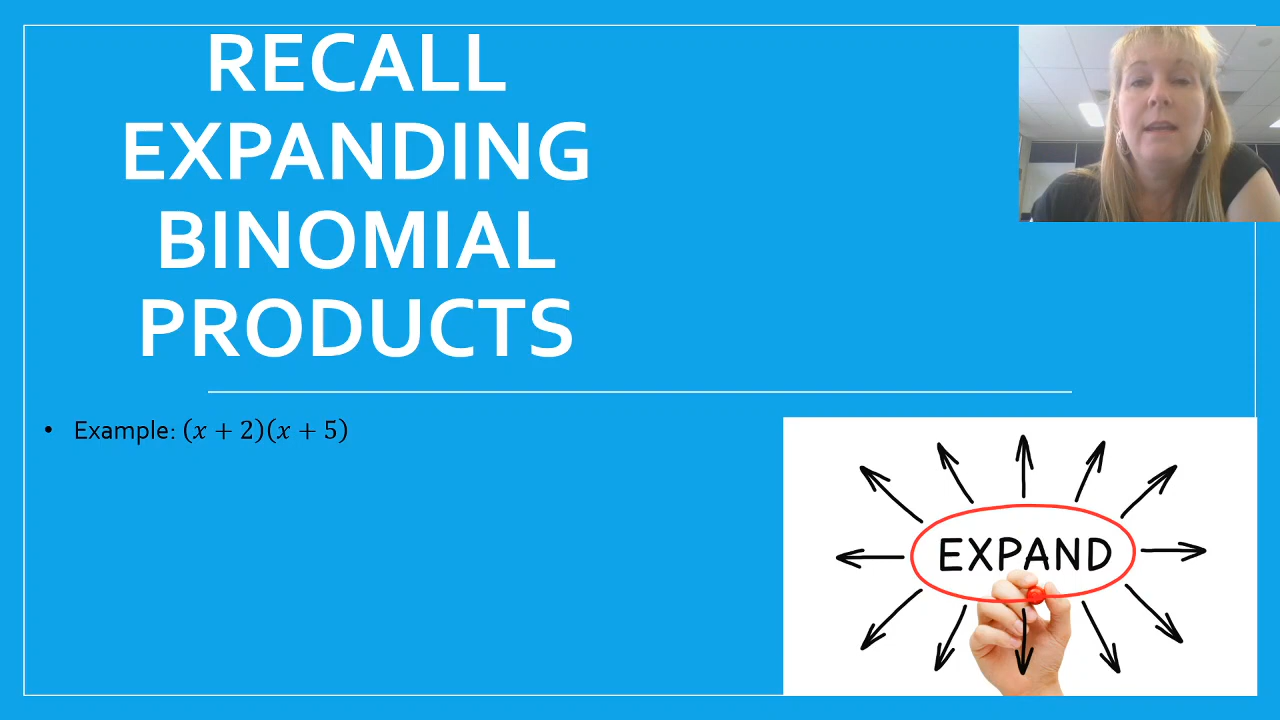 RECALL
EXPANDING
BINOMIAL
PRODUCTS
• Example: (x + 2)(x + 5)
EXPAND